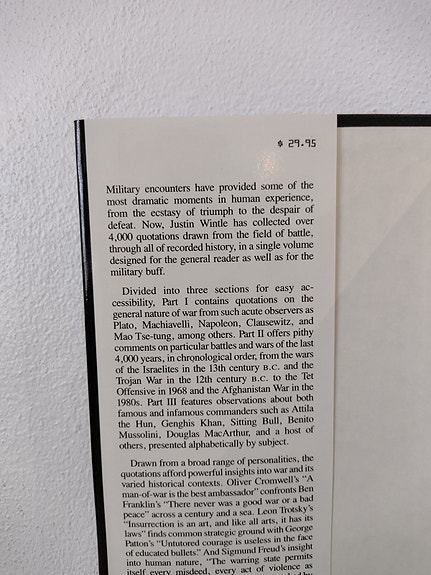 $ 29.95
Military encounters have provided some of the
most dramatic moments in human experience,
from the ecstasy of triumph to the despair of
defeat. Now, Justin Wintle has collected over
4,000 quotations drawn from the field of battle,
through all of recorded history, in a single volume
designed for the general reader as well as for the
military buff.
Divided into three sections for easy ac-
cessibility, Part I contains quotations on the
general nature of war from such acute observers as
Plato, Machiavelli, Napoleon, Clausewitz, and
Mao Tse-tung, among others. Part II offers pithy
comments on particular battles and wars of the last
4,000 years, in chronological order, from the wars
of the Israelites in the 13th century B.C. and the
Trojan War in the 12th century B.C. to the Tet
Offensive in 1968 and the Afghanistan War in the
1980s. Part III features observations about both
famous and infamous commanders such as Attila
the Hun, Genghis Khan, Sitting Bull, Benito
Mussolini, Douglas MacArthur, and a host of
others, presented alphabetically by subject.
Drawn from a broad range of personalities, the
quotations afford powerful insights into war and its
varied historical contexts. Oliver Cromwell's "A
man-of-war is the best ambassador" confronts Ben
Franklin's "There never was a good war or a bad
peace" across a century and a sea. Leon Trotsky's
"Insurrection is an art, and like all arts, it has its
laws" finds common strategic ground with George
Patton's "Untutored courage is useless in the face
of educated bullets." And Sigmund Freud's insight
into human nature, "The warring state permits
itself every misdeed, every act of violence as